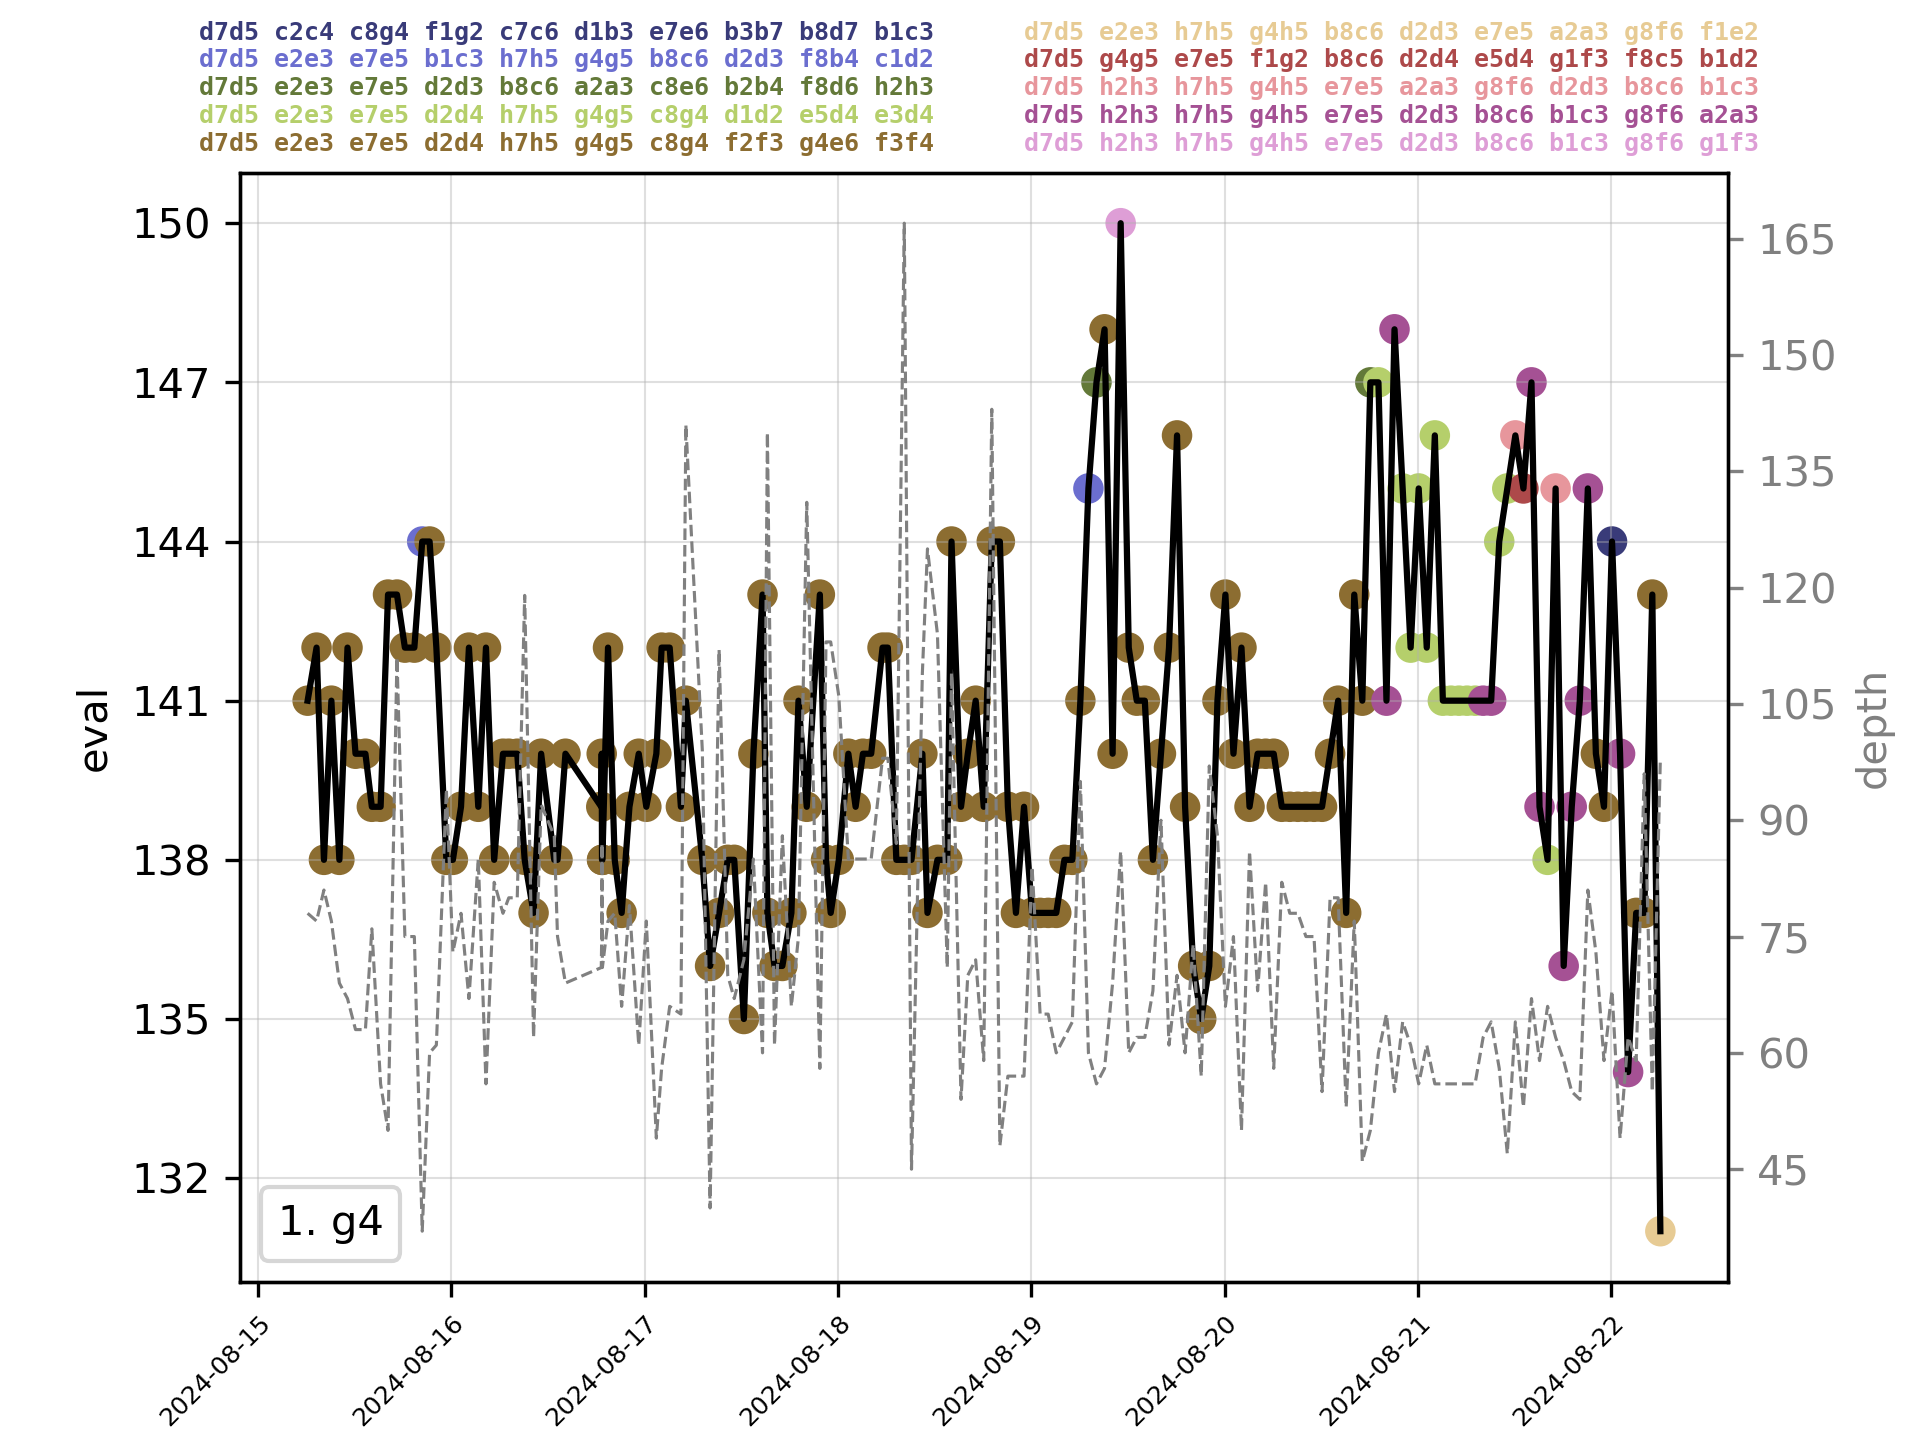 d7d5 c2c4 c8g4 f1g2 c7c6 d1b3 e7e6 b3b7 b8d7 b1c3
d7d5 e2e3 e7e5 b1c3 h7h5 g4g5 b8c6 d2d3 f8b4 c1d2
d7d5 e2e3 e7e5 d2d3 b8c6 a2a3 c8e6 b2b4 f8d6 h2h3
d7d5 e2e3 e7e5 d2d4 h7h5 g4g5 c8g4 d1d2 e5d4 e3d4
d7d5 e2e3 e7e5 d2d4 h7h5 g4g5 c8g4 f2f3 g4e6 f3f4
d7d5 e2e3 h7h5 g4h5 b8c6 d2d3 e7e5 a2a3 g8f6 f1e2
d7d5 g4g5 e7e5 f1g2 b8c6 d2d4 e5d4 g1f3 f8c5 b1d2
d7d5 h2h3 h7h5 g4h5 e7e5 a2a3 g8f6 d2d3 b8c6 b1c3
d7d5 h2h3 h7h5 g4h5 e7e5 d2d3 b8c6 b1c3 g8f6 a2a3
d7d5 h2h3 h7h5 g4h5 e7e5 d2d3 b8c6 b1c3 g8f6 g1f3
150
147
144
141
138
135
132
eval
165
150
135
120
105
90
75
60
45
depth
1. g4
2024-08-15
2024-08-16
2024-08-17
2024-08-18
2024-08-19
2024-08-20
2024-08-21
2024-08-22